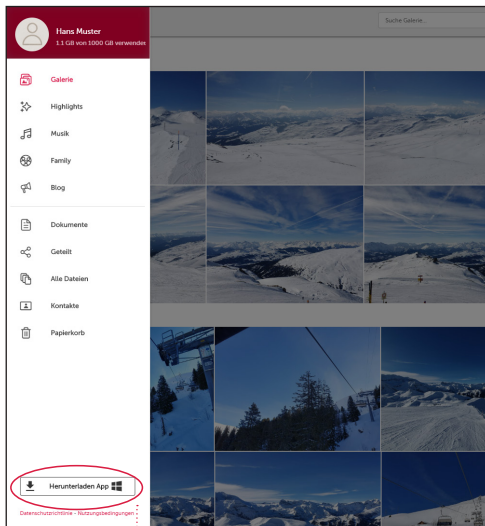 Hans Muster
1.1 GB von 1000 GB verwendet
Suche Galerie..
Galerie
Highlights
Musik
Family
Blog
Dokumente
Geteilt
Alle Dateien
Kontakte
Papierkorb
Herunterladen App
Datenschutzrichtlinie - Nutzungsbedingungen